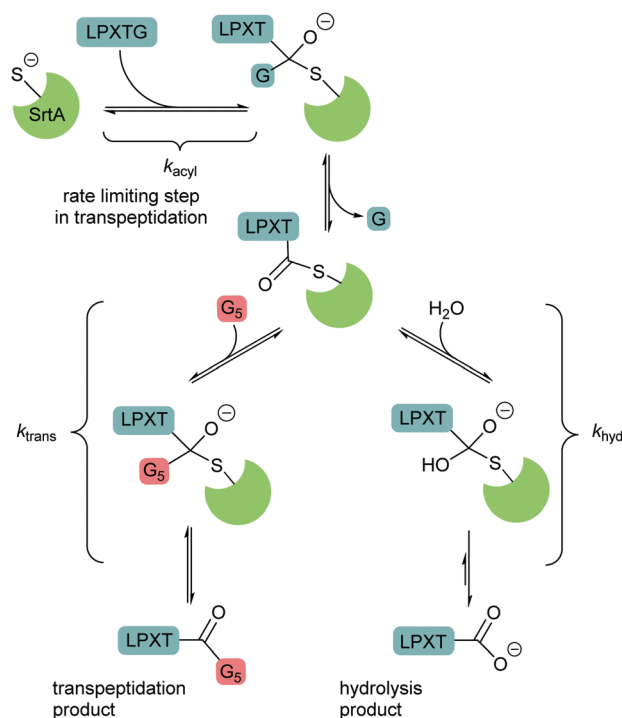 LPXTG
LPXT
O⊖
S⊖
G
S
SrtA
k_acyl
rate limiting step
in transpeptidation
G
LPXT
S
O
G₅
H₂O
k_trans
k_hyd
LPXT
O⊖
G₅
S
LPXT
O⊖
HO
S
O
LPXT
G₅
O
LPXT
O⊖
transpeptidation
product
hydrolysis
product